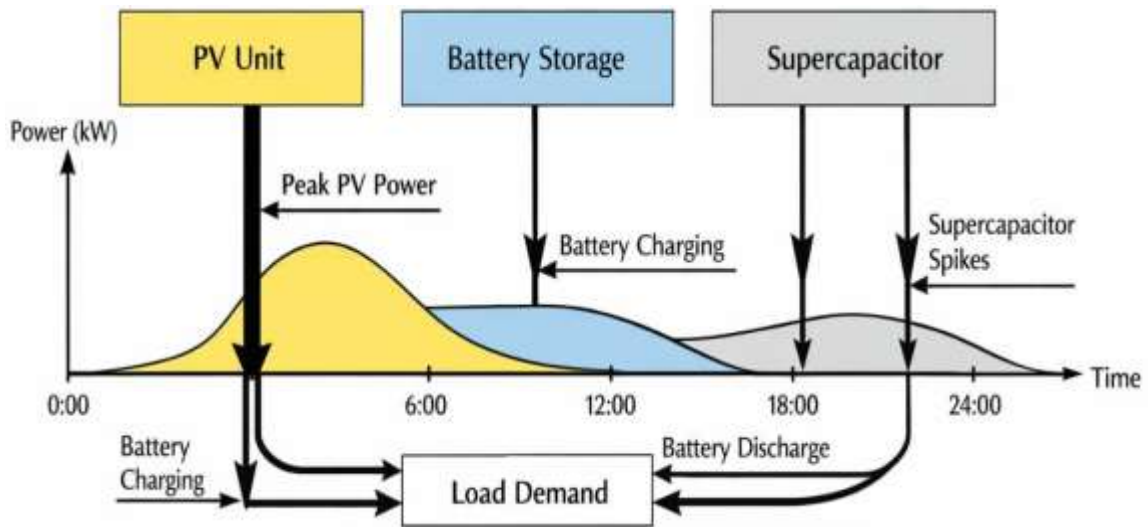 PV Unit
Battery Storage
Supercapacitor
Power (kW)
Peak PV Power
Battery Charging
Supercapacitor
Spikes
Time
0:00
6:00
12:00
18:00
24:00
Battery
Charging
Battery Discharge
Load Demand